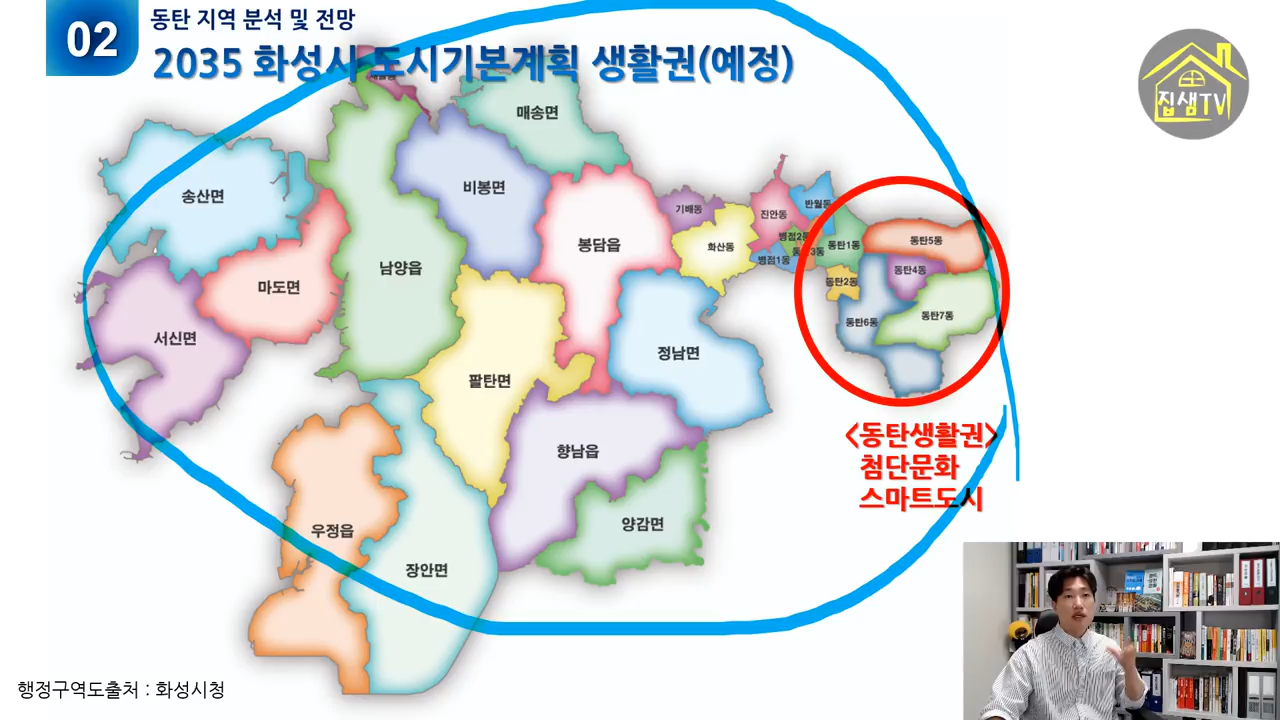 02
동탄 지역 분석 및 전망
2035 화성시 도시기본계획 생활권(예정)
집샘TV
매송면
송산면
비봉면
기배동
진안동
반월동
봉담읍
화산동
병점2동
동탄1동
동탄5동
병점1동
동탄3동
남양읍
동탄4동
마도면
동탄2동
동탄7동
서신면
동탄6동
정남면
팔탄면
<동탄생활권>
첨단문화
스마트도시
향남읍
우정읍
양감면
장안면
행정구역도출처 : 화성시청